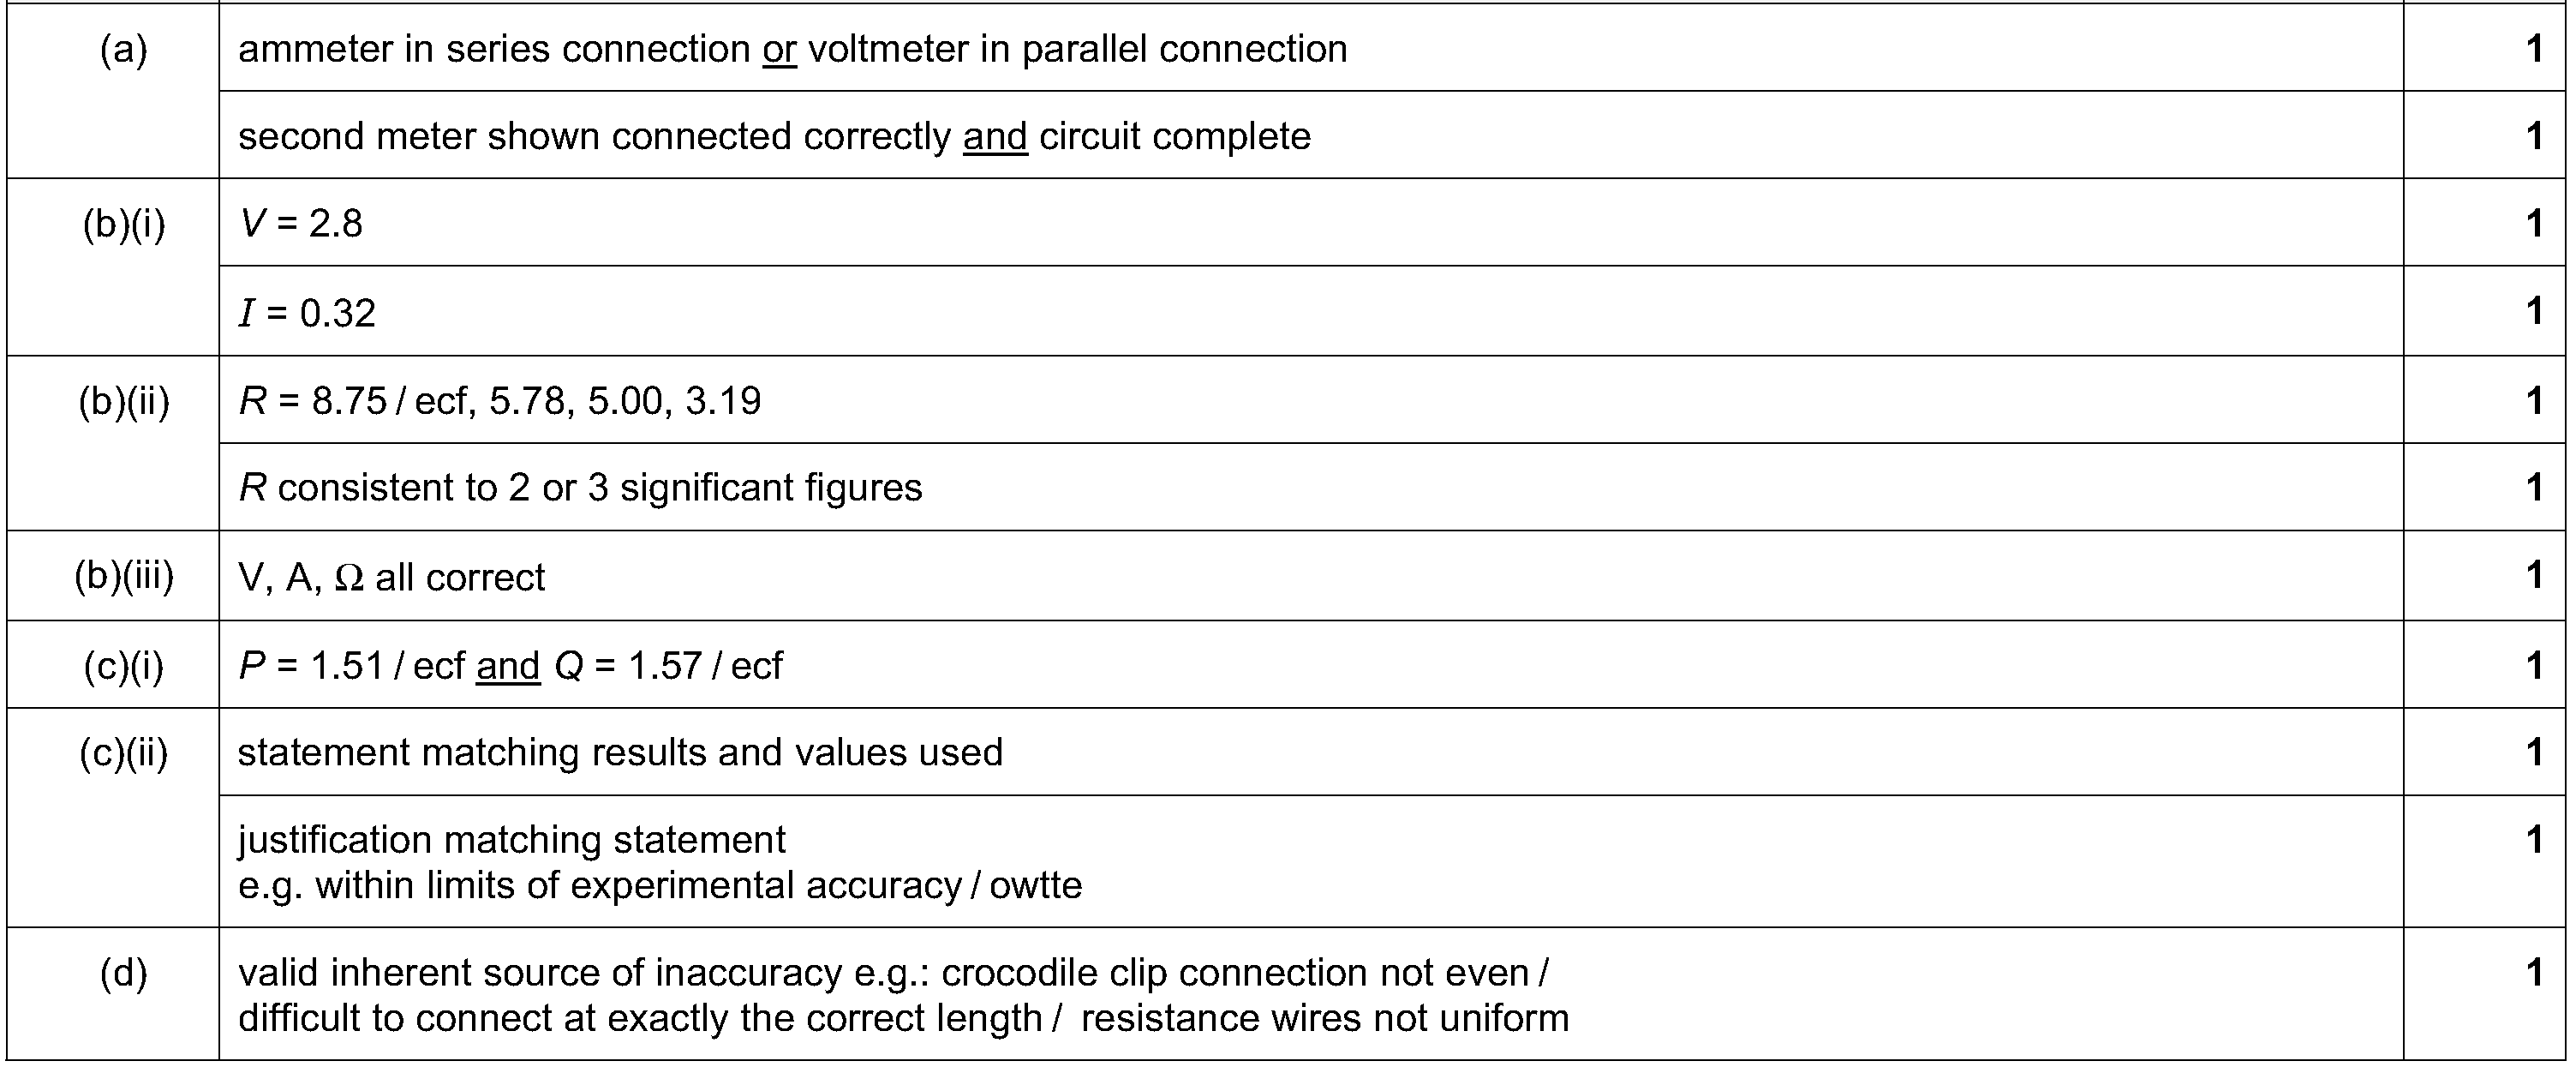 (a) ammeter in series connection or voltmeter in parallel connection 1
second meter shown connected correctly and circuit complete 1
(b)(i) V = 2.8 1
I = 0.32 1
(b)(ii) R = 8.75 / ecf, 5.78, 5.00, 3.19 1
R consistent to 2 or 3 significant figures 1
(b)(iii) V, A, Ω all correct 1
(c)(i) P = 1.51 / ecf and Q = 1.57 / ecf 1
(c)(ii) statement matching results and values used 1
justification matching statement 1
e.g. within limits of experimental accuracy / owtte
(d) valid inherent source of inaccuracy e.g.: crocodile clip connection not even / 1
difficult to connect at exactly the correct length / resistance wires not uniform